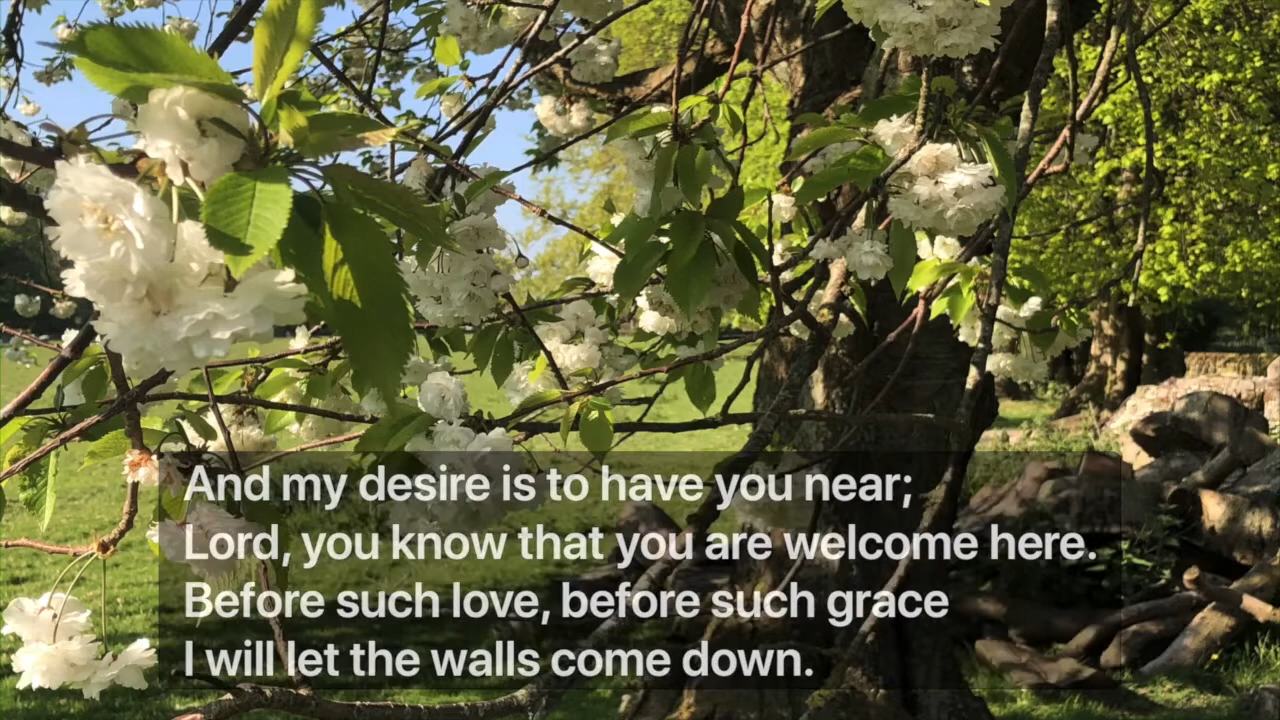 And my desire is to have you near;
Lord, you know that you are welcome here.
Before such love, before such grace
I will let the walls come down.